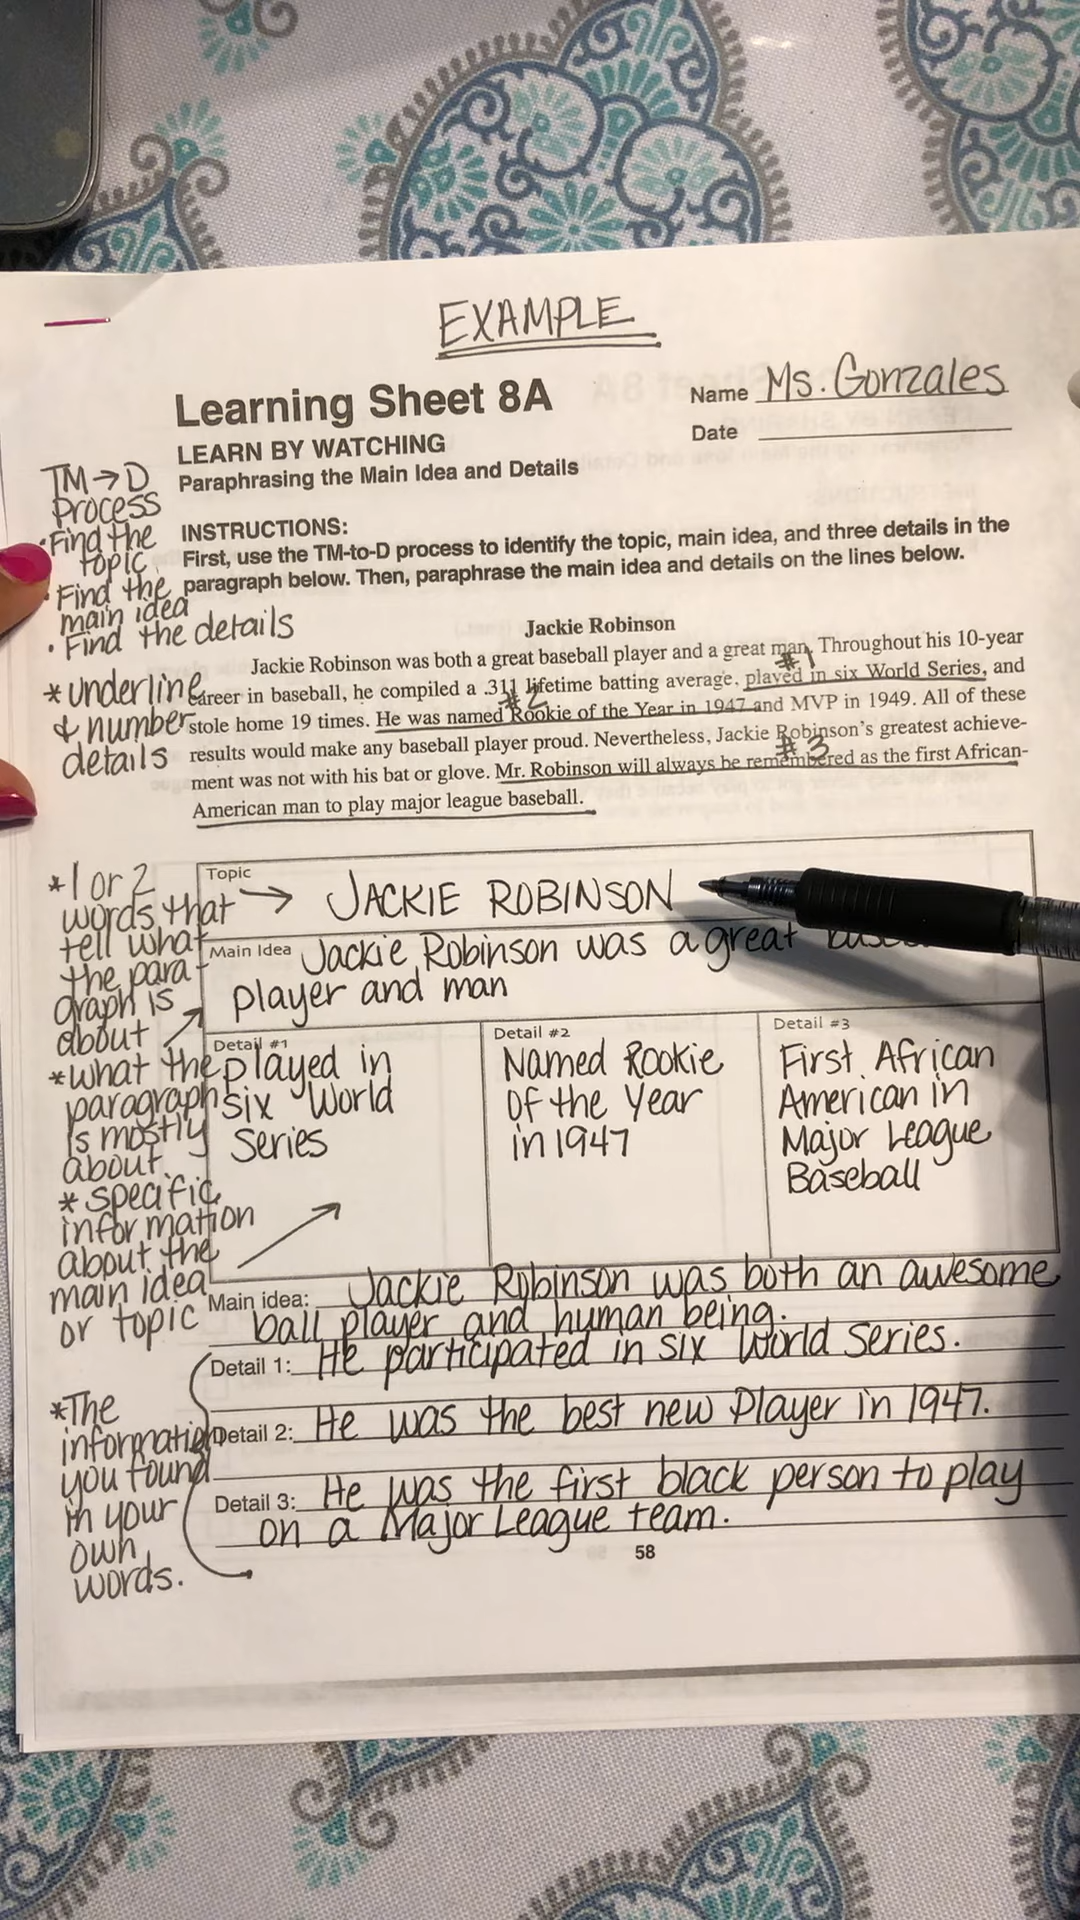 EXAMPLE
Learning Sheet 8A
Name Ms. Gonzales
LEARN BY WATCHING
Date
Paraphrasing the Main Idea and Details
TM→D
process
• Find the
topic
• Find the
main idea
• Find the details
INSTRUCTIONS:
First, use the TM-to-D process to identify the topic, main idea, and three details in the
paragraph below. Then, paraphrase the main idea and details on the lines below.
* underline
& number
details
Jackie Robinson
Jackie Robinson was both a great baseball player and a great man. Throughout his 10-year
#1
career in baseball, he compiled a .311 lifetime batting average, played in six World Series, and
#2
stole home 19 times. He was named Rookie of the Year in 1947 and MVP in 1949. All of these
results would make any baseball player proud. Nevertheless, Jackie Robinson's greatest achieve-
#3
ment was not with his bat or glove. Mr. Robinson will always be remembered as the first African-
American man to play major league baseball.
*1 or 2
words that
tell what
the para-
graph is
about
Topic → JACKIE ROBINSON
Main Idea Jackie Robinson was a great
player and man
*what the
paragraph
is mostly
about
Detail #1
played in
six World
Series
Detail #2
Named Rookie
Of the Year
in 1947
Detail #3
First African
American in
Major League
Baseball
* specific
information
about the
main idea
or topic
Main idea: Jackie Robinson was both an awesome
ball player and human being.
Detail 1: He participated in six World Series.
Detail 2: He was the best new Player in 1947.
Detail 3: He was the first black person to play
on a Major League team.
*The
information
you found
in your
own
words.
58